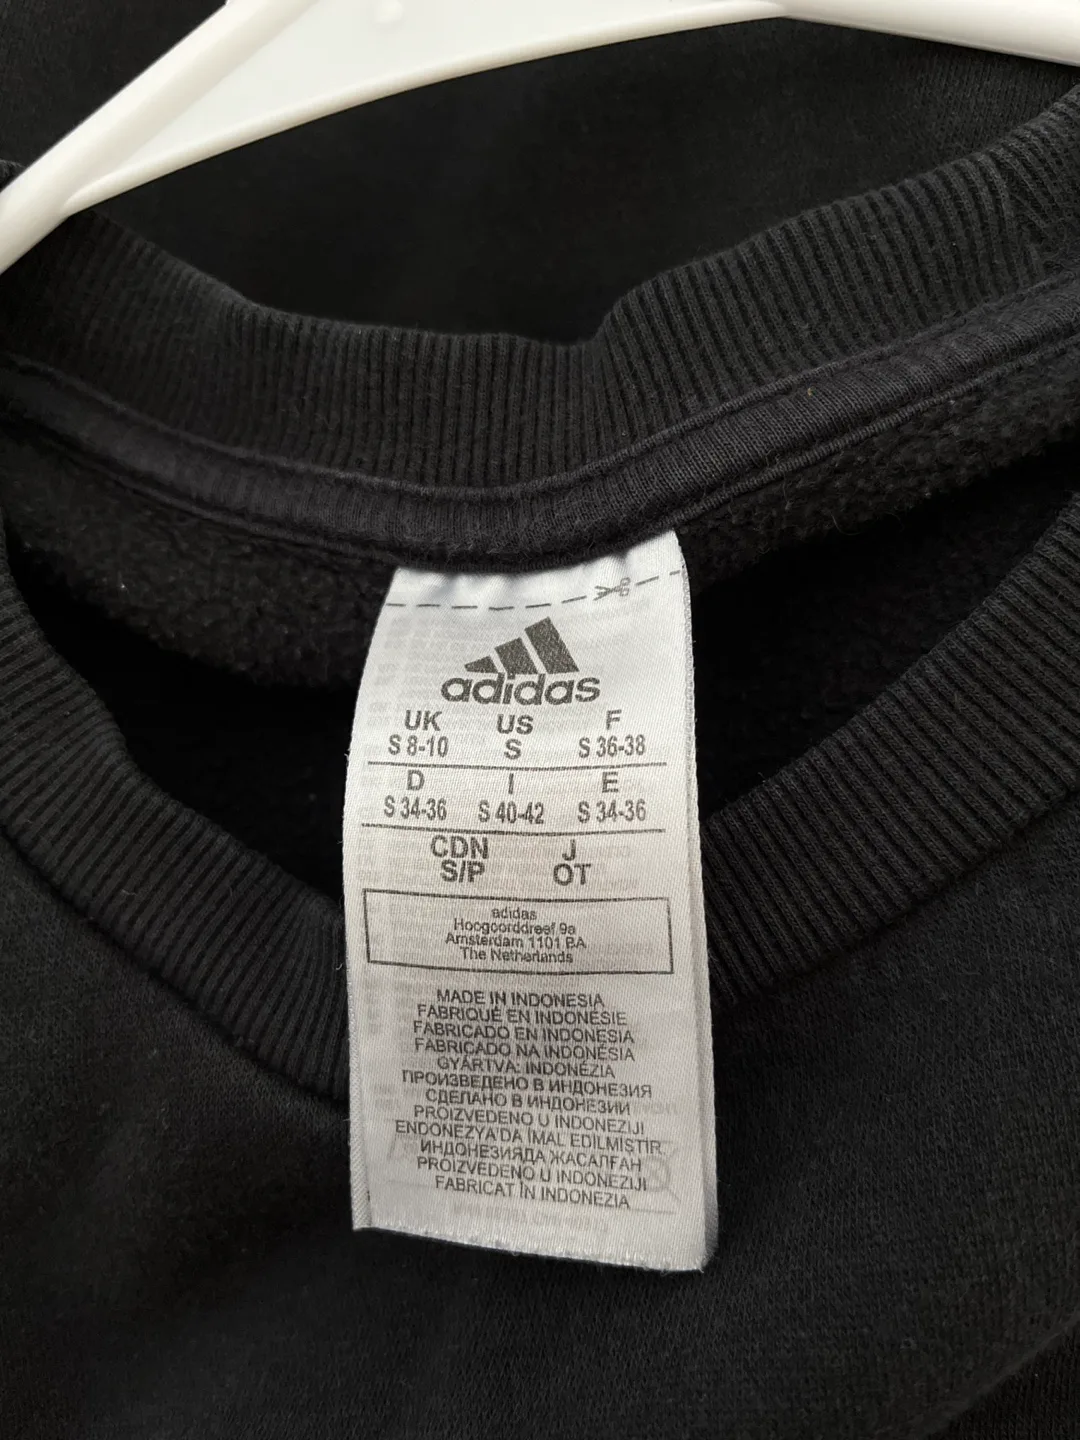 adidas
UK US F
S 8-10 S S 36-38
D I E
S 34-36 S 40-42 S 34-36
CDN J
S/P OT
adidas
Hoogoorddreef 9a
Amsterdam 1101 BA
The Netherlands
MADE IN INDONESIA
FABRIQUÉ EN INDONÉSIE
FABRICADO EN INDONESIA
FABRICADO NA INDONÉSIA
GYÁRTVA: INDONÉZIA
ПРОИЗВЕДЕНО В ИНДОНЕЗИЯ
СДЕЛАНО В ИНДОНЕЗИИ
PROIZVEDENO U INDONEZIJI
ENDONEZYA'DA İMAL EDİLMİŞTİR.
ИНДОНЕЗИЯДА ЖАСАЛҒАН
PROIZVEDENO U INDONEZIJI
FABRICAT ÎN INDONEZIA